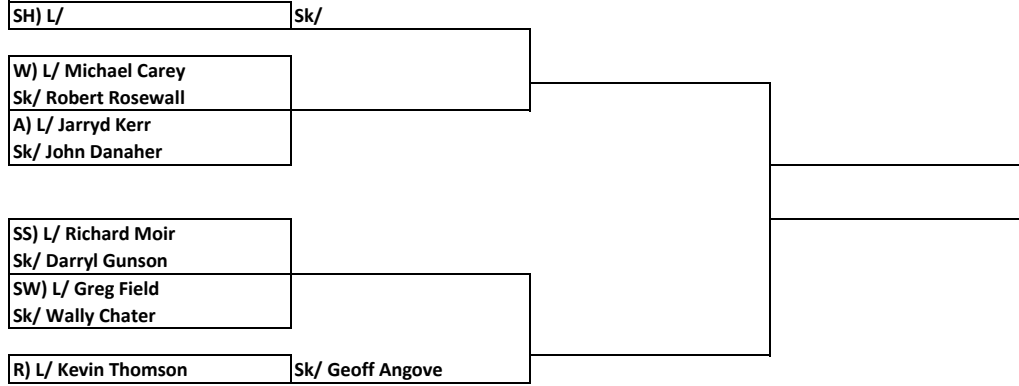 SH) L/ Sk/
W) L/ Michael Carey
Sk/ Robert Rosewall
A) L/ Jarryd Kerr
Sk/ John Danaher
SS) L/ Richard Moir
Sk/ Darryl Gunson
SW) L/ Greg Field
Sk/ Wally Chater
R) L/ Kevin Thomson Sk/ Geoff Angove